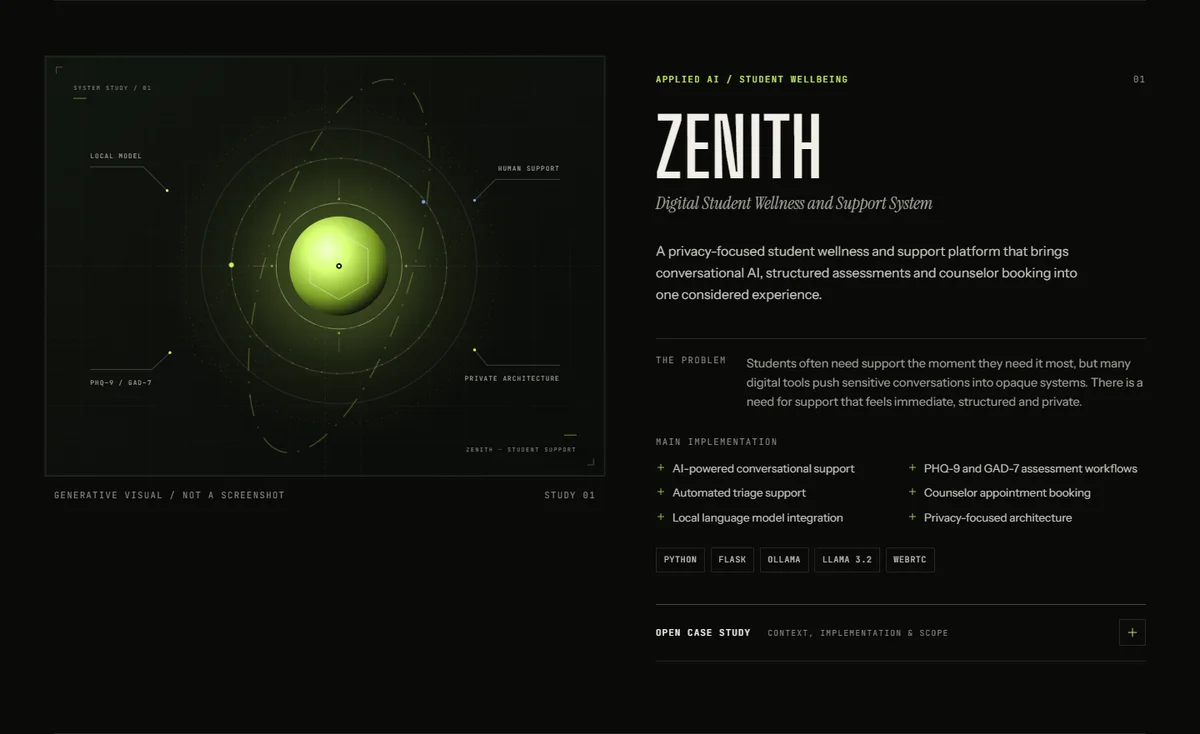 SYSTEM STUDY / 01
LOCAL MODEL
HUMAN SUPPORT
PHQ-9 / GAD-7
PRIVATE ARCHITECTURE
ZENITH — STUDENT SUPPORT
GENERATIVE VISUAL / NOT A SCREENSHOT
STUDY 01
APPLIED AI / STUDENT WELLBEING
01
ZENITH
Digital Student Wellness and Support System
A privacy-focused student wellness and support platform that brings
conversational AI, structured assessments and counselor booking into
one considered experience.
THE PROBLEM
Students often need support the moment they need it most, but many
digital tools push sensitive conversations into opaque systems. There is a
need for support that feels immediate, structured and private.
MAIN IMPLEMENTATION
+ AI-powered conversational support
+ PHQ-9 and GAD-7 assessment workflows
+ Automated triage support
+ Counselor appointment booking
+ Local language model integration
+ Privacy-focused architecture
PYTHON
FLASK
OLLAMA
LLAMA 3.2
WEBRTC
OPEN CASE STUDY
CONTEXT, IMPLEMENTATION & SCOPE
+